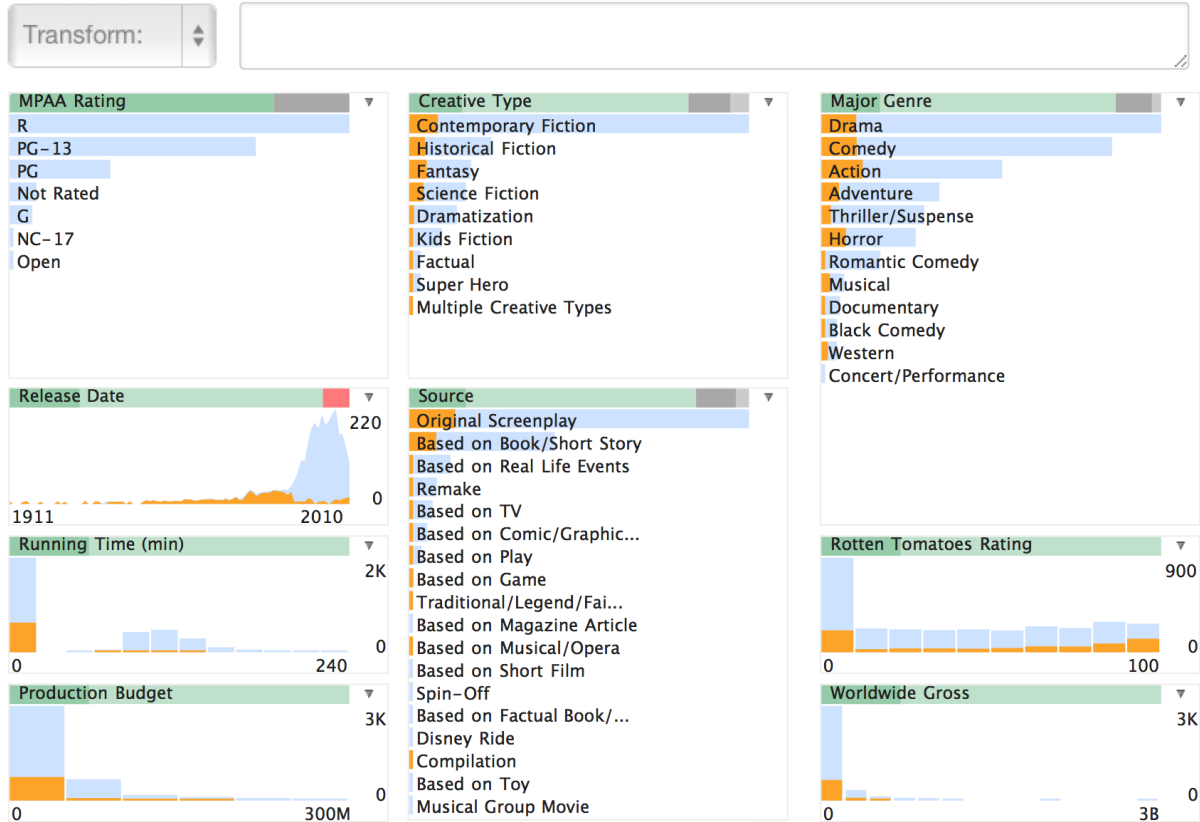 Transform:
MPAA Rating
R
PG-13
PG
Not Rated
G
NC-17
Open
Creative Type
Contemporary Fiction
Historical Fiction
Fantasy
Science Fiction
Dramatization
Kids Fiction
Factual
Super Hero
Multiple Creative Types
Major Genre
Drama
Comedy
Action
Adventure
Thriller/Suspense
Horror
Romantic Comedy
Musical
Documentary
Black Comedy
Western
Concert/Performance
Release Date
220
0
1911 2010
Source
Original Screenplay
Based on Book/Short Story
Based on Real Life Events
Remake
Based on TV
Based on Comic/Graphic...
Based on Play
Based on Game
Traditional/Legend/Fai...
Based on Magazine Article
Based on Musical/Opera
Based on Short Film
Spin-Off
Based on Factual Book/...
Disney Ride
Compilation
Based on Toy
Musical Group Movie
Running Time (min)
2K
0
0 240
Rotten Tomatoes Rating
900
0
0 100
Production Budget
3K
0
0 300M
Worldwide Gross
3K
0
0 3B